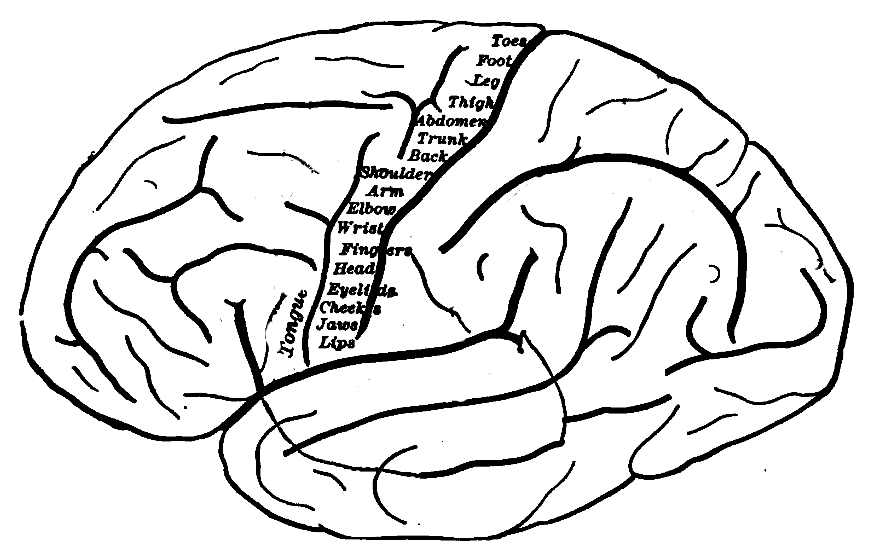 Toes
Foot
Leg
Thigh
Abdomen
Trunk
Back
Shoulder
Arm
Elbow
Wrist
Fingers
Head
Eyelids
Cheeks
Jaws
Lips
Tongue